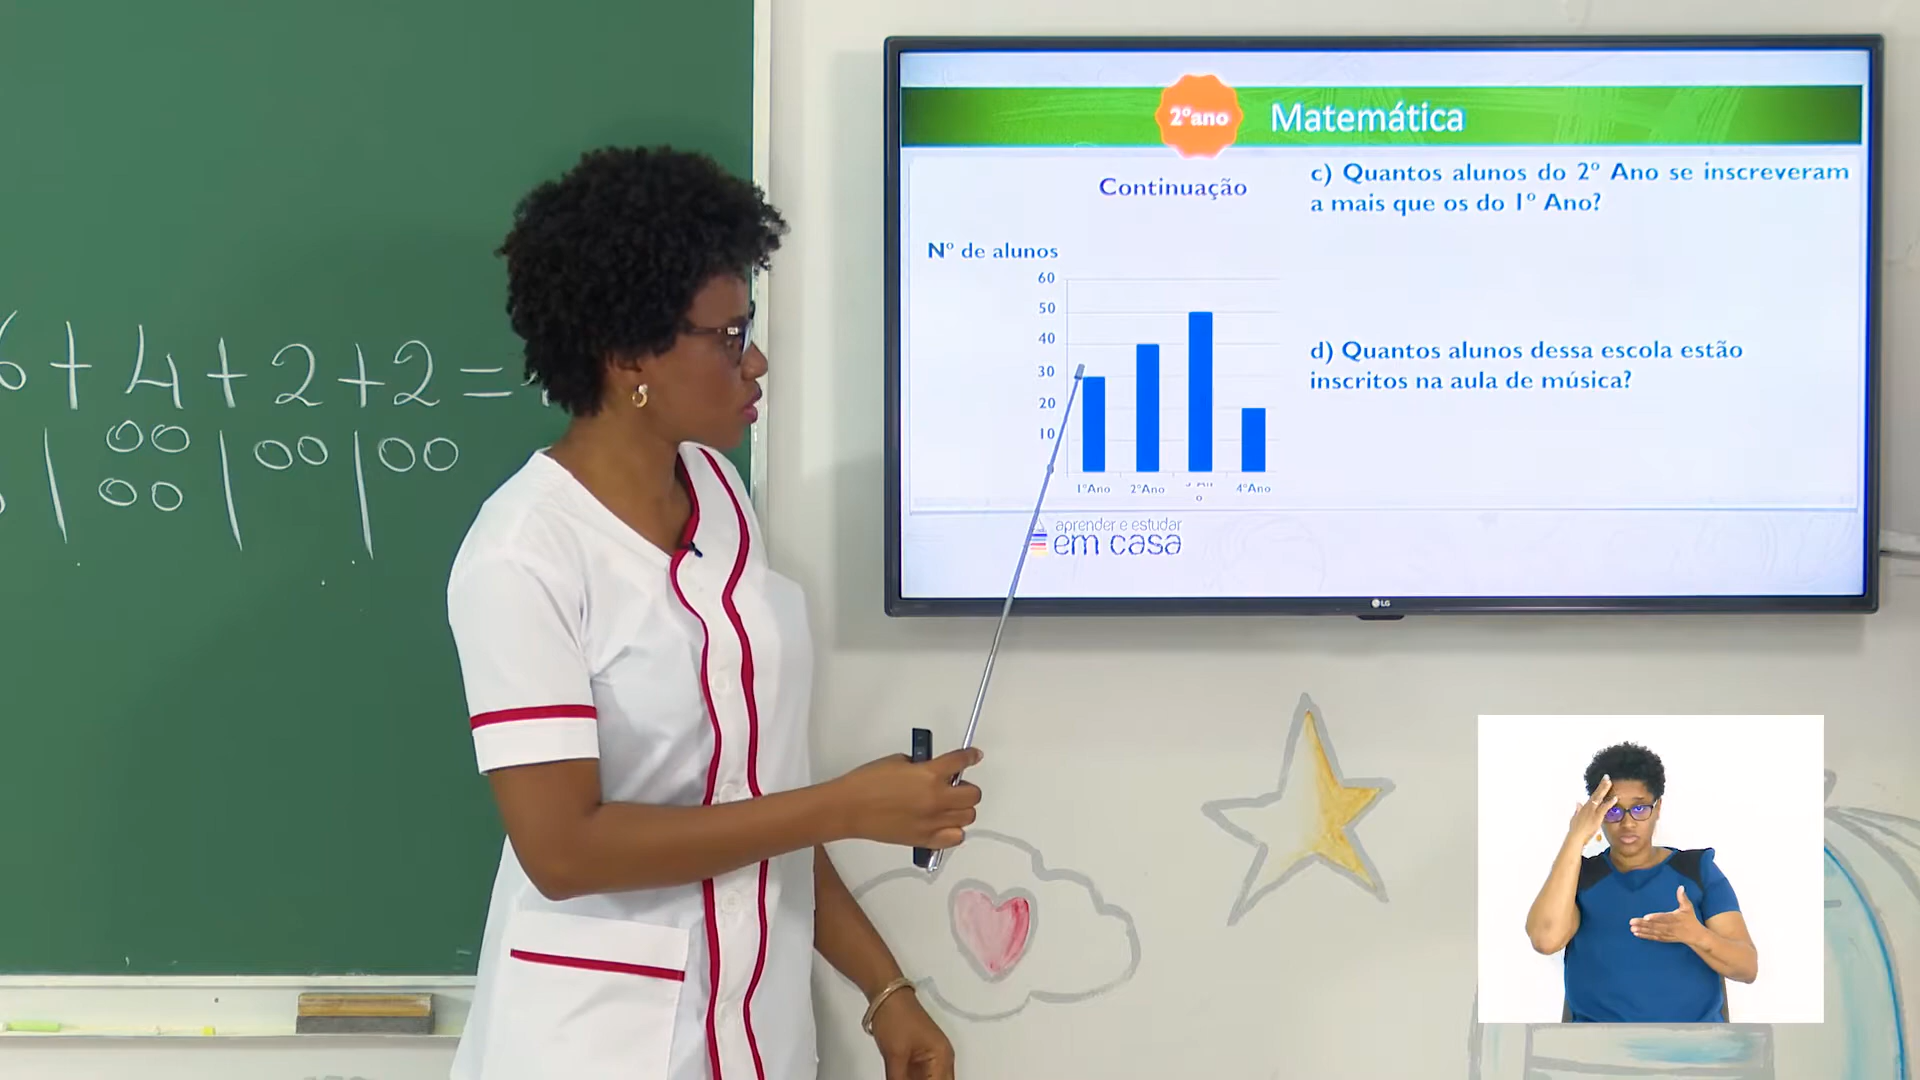 6 + 4 + 2 + 2 =
2ºano
Matemática
Continuação
c) Quantos alunos do 2º Ano se inscreveram
a mais que os do 1º Ano?
Nº de alunos
60
50
40
30
20
10
1ºAno 2ºAno 4ºAno
d) Quantos alunos dessa escola estão
inscritos na aula de música?
aprender e estudar
em casa
LG